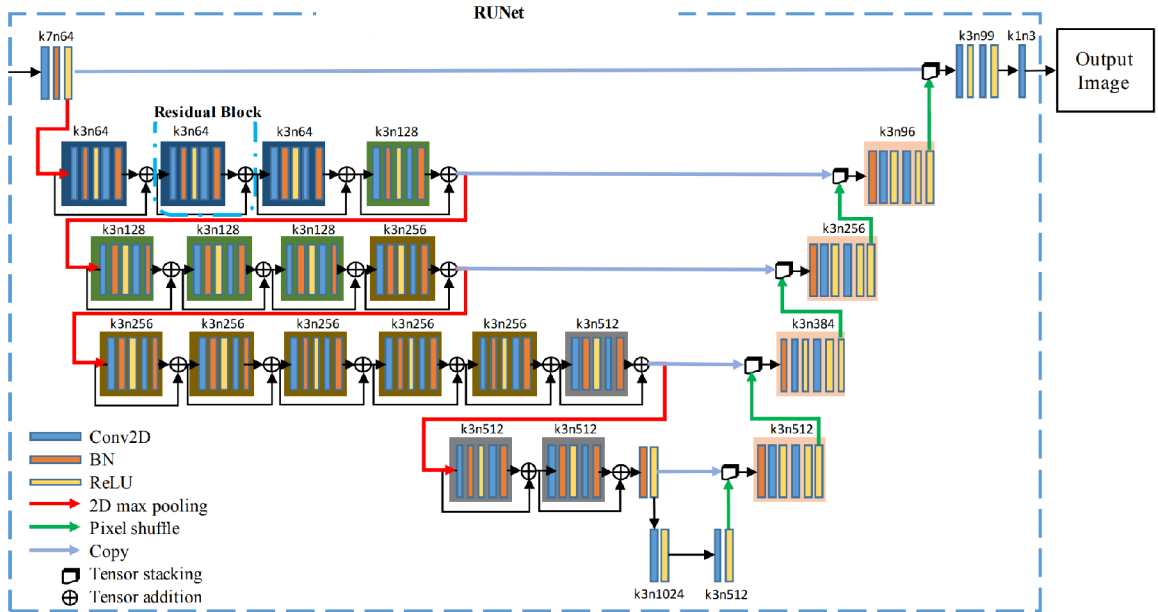 RUNet
k7n64
k3n99 k1n3
Output
Image
Residual Block
k3n64 k3n64 k3n64 k3n128
k3n96
k3n128 k3n128 k3n128 k3n256
k3n256
k3n256 k3n256 k3n256 k3n256 k3n256 k3n512
k3n384
k3n512 k3n512
k3n512
Conv2D
BN
ReLU
2D max pooling
Pixel shuffle
Copy
Tensor stacking
Tensor addition
k3n1024 k3n512